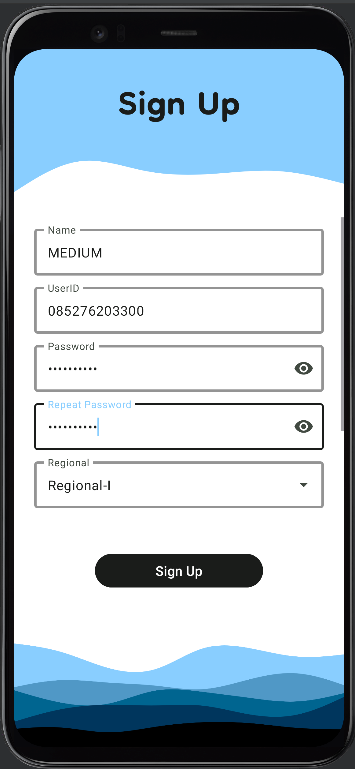 Sign Up
Name
MEDIUM
UserID
085276203300
Password
••••••••••
Repeat Password
••••••••••
Regional
Regional-I
Sign Up